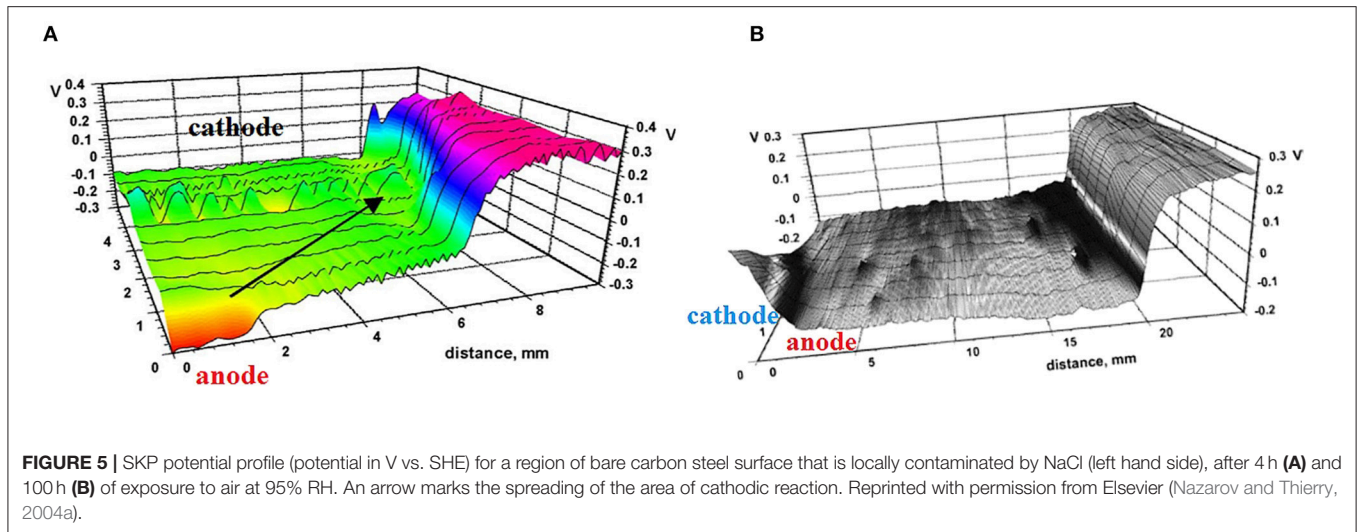 A
V 0.4
0.3
0.2
0.1
0
-0.1
-0.2
-0.3
4
3
2
1
0
cathode
anode
0
2
4
6
8
distance, mm
0.4
V
0.3
0.2
0.1
0
-0.1
-0.2
-0.3
B
V 0.3
0.2
0.1
0
-0.1
-0.2
cathode
1
0
anode
0
5
10
15
20
distance, mm
0.3
V
0.2
0.1
0
-0.1
-0.2
FIGURE 5 | SKP potential profile (potential in V vs. SHE) for a region of bare carbon steel surface that is locally contaminated by NaCl (left hand side), after 4 h (A) and
100 h (B) of exposure to air at 95% RH. An arrow marks the spreading of the area of cathodic reaction. Reprinted with permission from Elsevier (Nazarov and Thierry,
2004a).